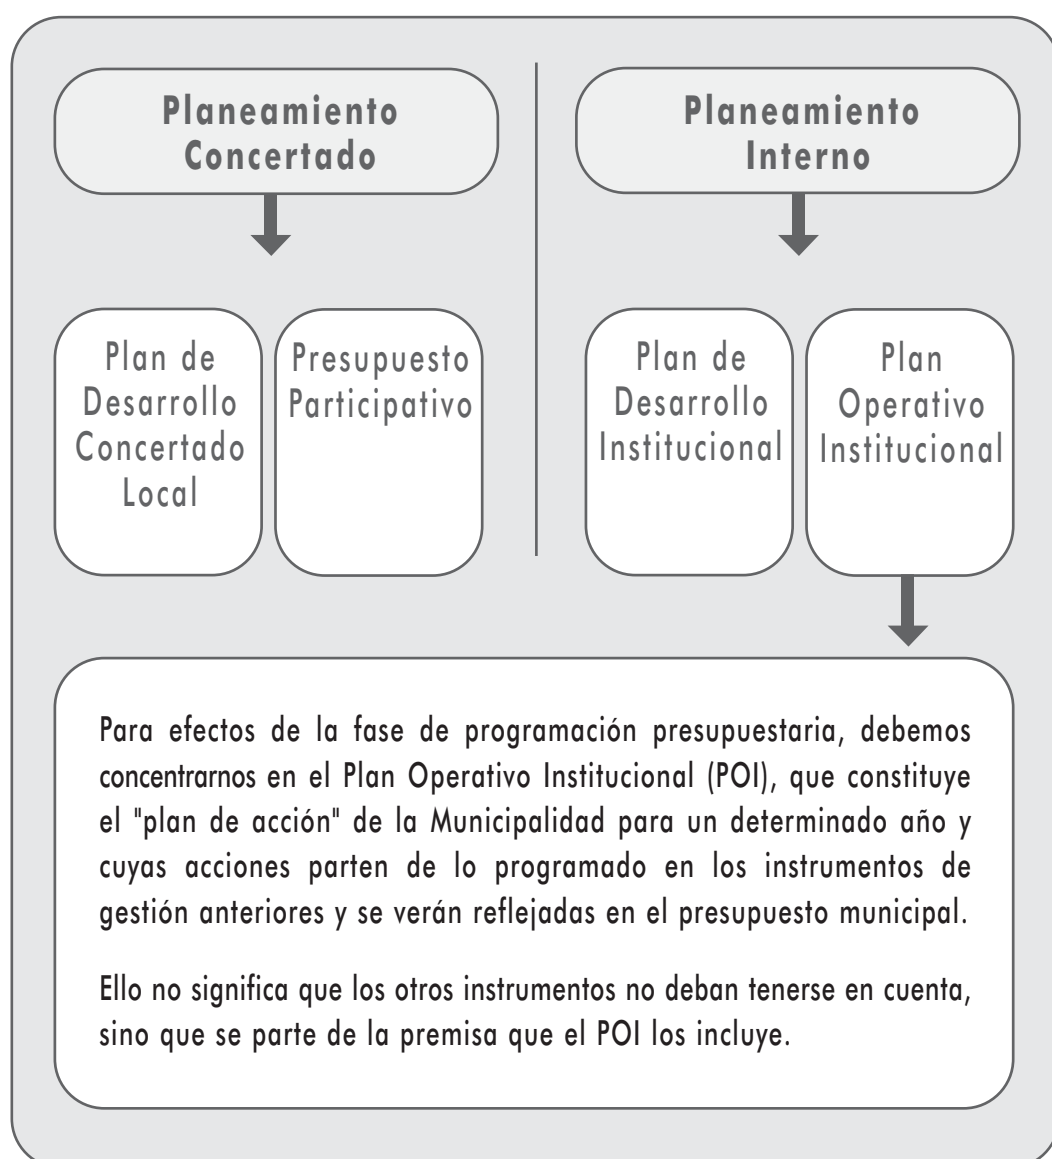 Planeamiento
Concertado
Planeamiento
Interno
Plan de
Desarrollo
Concertado
Local
Presupuesto
Participativo
Plan de
Desarrollo
Institucional
Plan
Operativo
Institucional
Para efectos de la fase de programación presupuestaria, debemos
concentrarnos en el Plan Operativo Institucional (POI), que constituye
el "plan de acción" de la Municipalidad para un determinado año y
cuyas acciones parten de lo programado en los instrumentos de
gestión anteriores y se verán reflejadas en el presupuesto municipal.
Ello no significa que los otros instrumentos no deban tenerse en cuenta,
sino que se parte de la premisa que el POI los incluye.